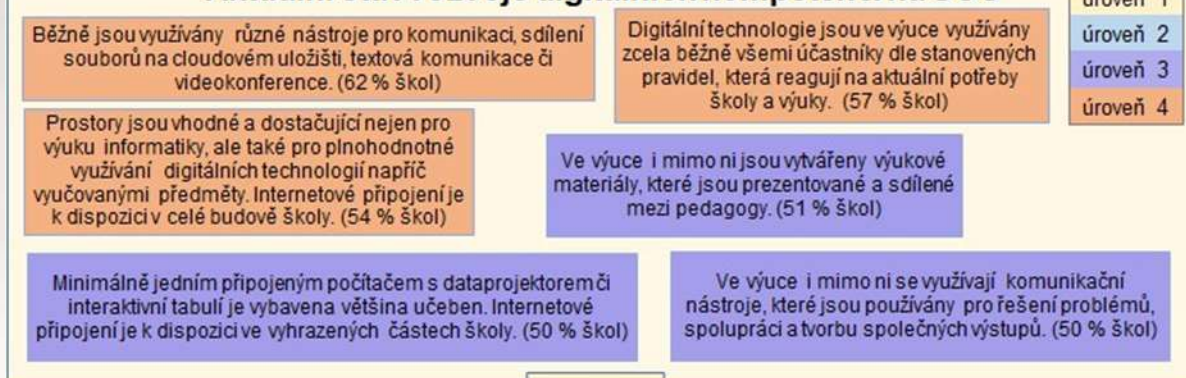 úroveň 1
Běžně jsou využívány různé nástroje pro komunikaci, sdílení
souborů na cloudovém uložišti, textová komunikace či
videokonference. (62 % škol)
Digitální technologie jsou ve výuce využívány
zcela běžně všemi účastníky dle stanovených
pravidel, která reagují na aktuální potřeby
školy a výuky. (57 % škol)
úroveň 2
úroveň 3
úroveň 4
Prostory jsou vhodné a dostačující nejen pro
výuku informatiky, ale také pro plnohodnotné
využívání digitálních technologií napříč
vyučovanými předměty. Internetové připojení je
k dispozici v celé budově školy. (54 % škol)
Ve výuce i mimo ni jsou vytvářeny výukové
materiály, které jsou prezentované a sdílené
mezi pedagogy. (51 % škol)
Minimálně jedním připojeným počítačem s dataprojektorem či
interaktivní tabulí je vybavena většina učeben. Internetové
připojení je k dispozici ve vyhrazených částech školy. (50 % škol)
Ve výuce i mimo ni se využívají komunikační
nástroje, které jsou používány pro řešení problémů,
spolupráci a tvorbu společných výstupů. (50 % škol)